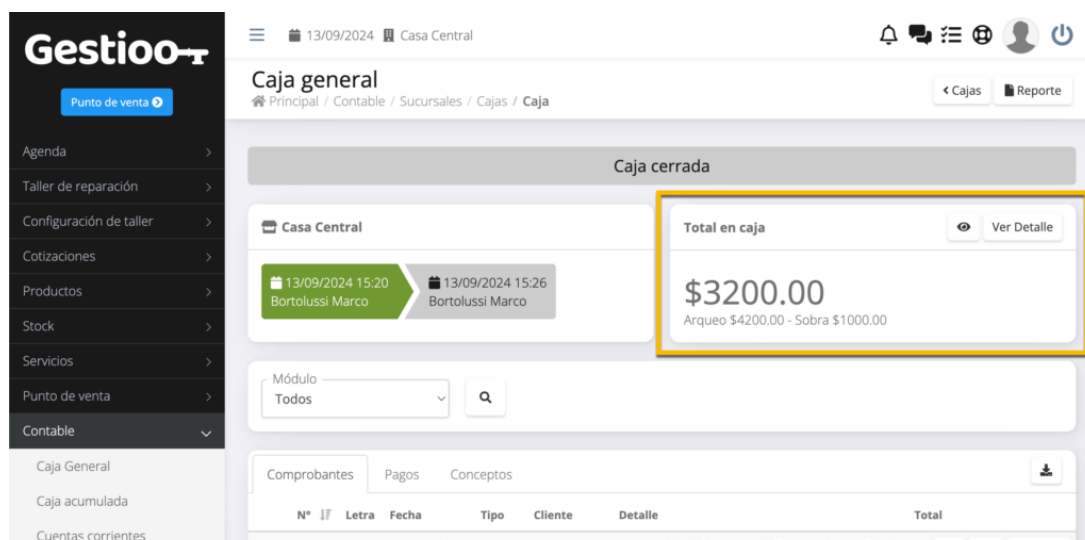 Gestioo
Punto de venta
Agenda
Taller de reparación
Configuración de taller
Cotizaciones
Productos
Stock
Servicios
Punto de venta
Contable
Caja General
Caja acumulada
Cuentas corrientes
13/09/2024 Casa Central
Caja general
Principal / Contable / Sucursales / Cajas / Caja
Cajas
Reporte
Caja cerrada
Casa Central
13/09/2024 15:20
Bortolussi Marco
13/09/2024 15:26
Bortolussi Marco
Total en caja
Ver Detalle
$3200.00
Arqueo $4200.00 - Sobra $1000.00
Módulo
Todos
Comprobantes Pagos Conceptos
N° Letra Fecha Tipo Cliente Detalle Total